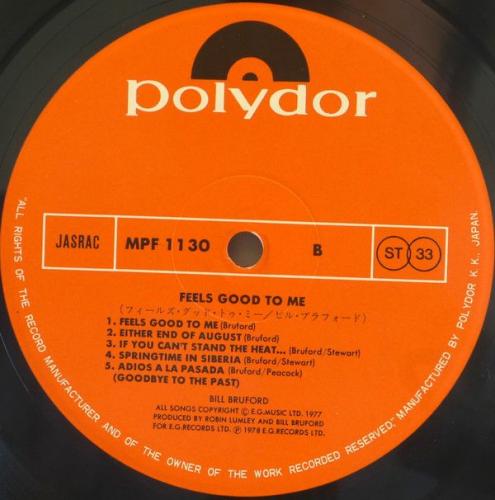 polydor
JASRAC
MPF 1130
B
ST 33
FEELS GOOD TO ME
(フィールズ・グッド・トゥ・ミー/ビル・ブラフォード)
1. FEELS GOOD TO ME (Bruford)
2. EITHER END OF AUGUST (Bruford)
3. IF YOU CAN'T STAND THE HEAT... (Bruford/Stewart)
4. SPRINGTIME IN SIBERIA (Bruford/Stewart)
5. ADIOS A LA PASADA (Bruford/Peacock)
(GOODBYE TO THE PAST)
BILL BRUFORD
ALL SONGS COPYRIGHT © E.G.MUSIC LTD. 1977
PRODUCED BY ROBIN LUMLEY AND BILL BRUFORD
FOR E.G.RECORDS LTD. ℗ 1978 E.G.RECORDS LTD.
"ALL RIGHTS OF THE RECORD MANUFACTURER AND OF THE OWNER OF THE WORK RECORDED RESERVED," MANUFACTURED BY POLYDOR K.K., JAPAN.